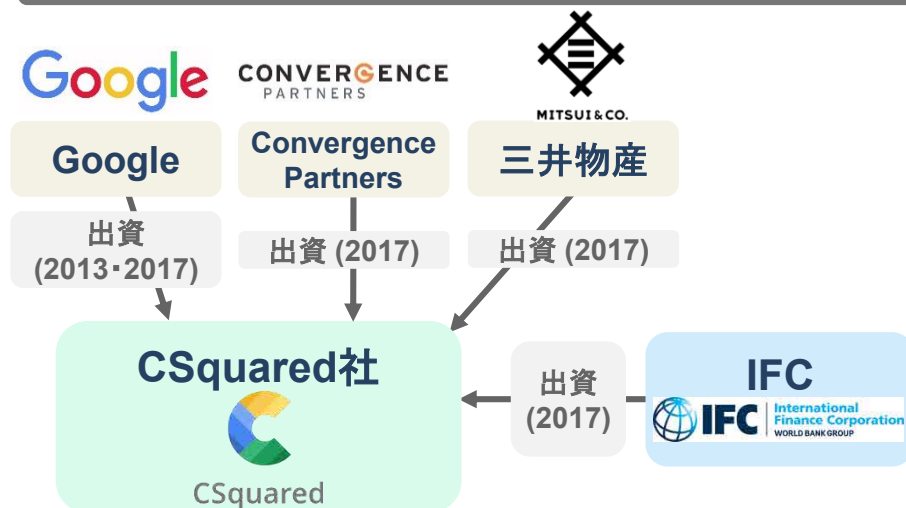 Google
CONVERGENCE
PARTNERS
MITSUI & CO.
Google
Convergence
Partners
三井物産
出資
(2013・2017)
出資 (2017)
出資 (2017)
CSquared社
CSquared
出資
(2017)
IFC
IFC
International
Finance Corporation
WORLD BANK GROUP